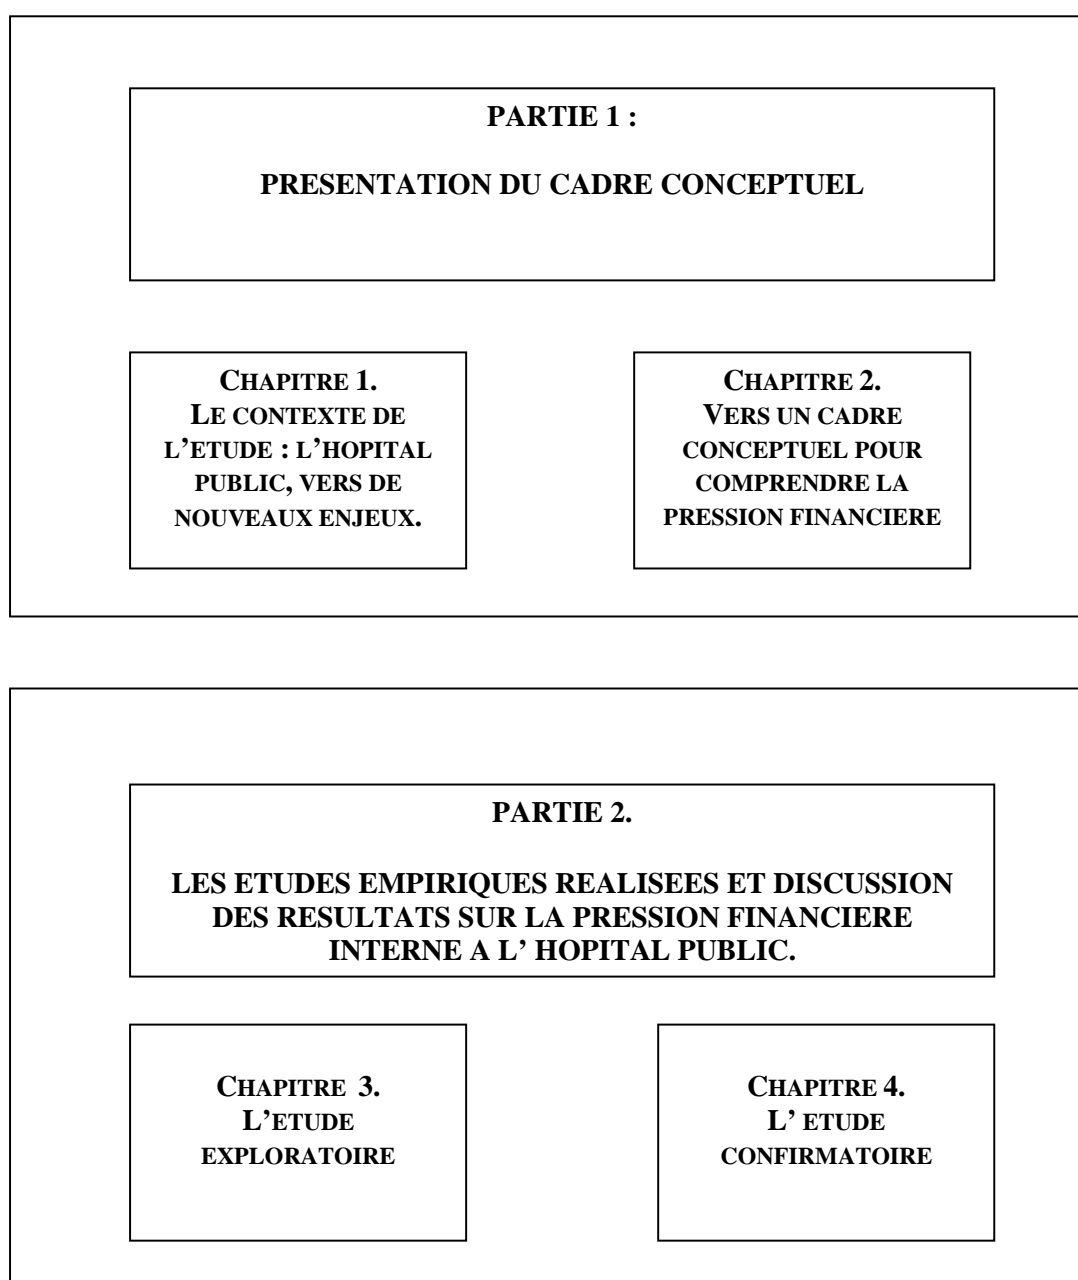 PARTIE 1 :
PRESENTATION DU CADRE CONCEPTUEL
CHAPITRE 1.
LE CONTEXTE DE
L’ETUDE : L’HOPITAL
PUBLIC, VERS DE
NOUVEAUX ENJEUX.
CHAPITRE 2.
VERS UN CADRE
CONCEPTUEL POUR
COMPRENDRE LA
PRESSION FINANCIERE
PARTIE 2.
LES ETUDES EMPIRIQUES REALISEES ET DISCUSSION
DES RESULTATS SUR LA PRESSION FINANCIERE
INTERNE A L’ HOPITAL PUBLIC.
CHAPITRE 3.
L’ETUDE
EXPLORATOIRE
CHAPITRE 4.
L’ ETUDE
CONFIRMATOIRE